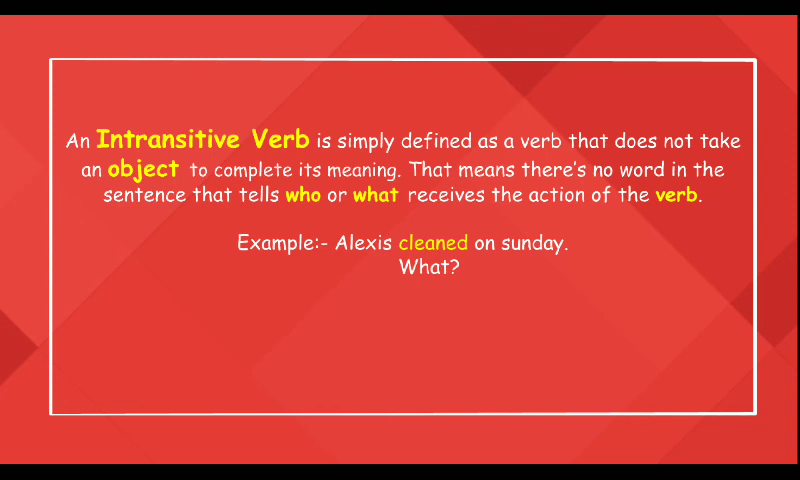 An Intransitive Verb is simply defined as a verb that does not take
an object to complete its meaning. That means there's no word in the
sentence that tells who or what receives the action of the verb.
Example:- Alexis cleaned on sunday.
What?